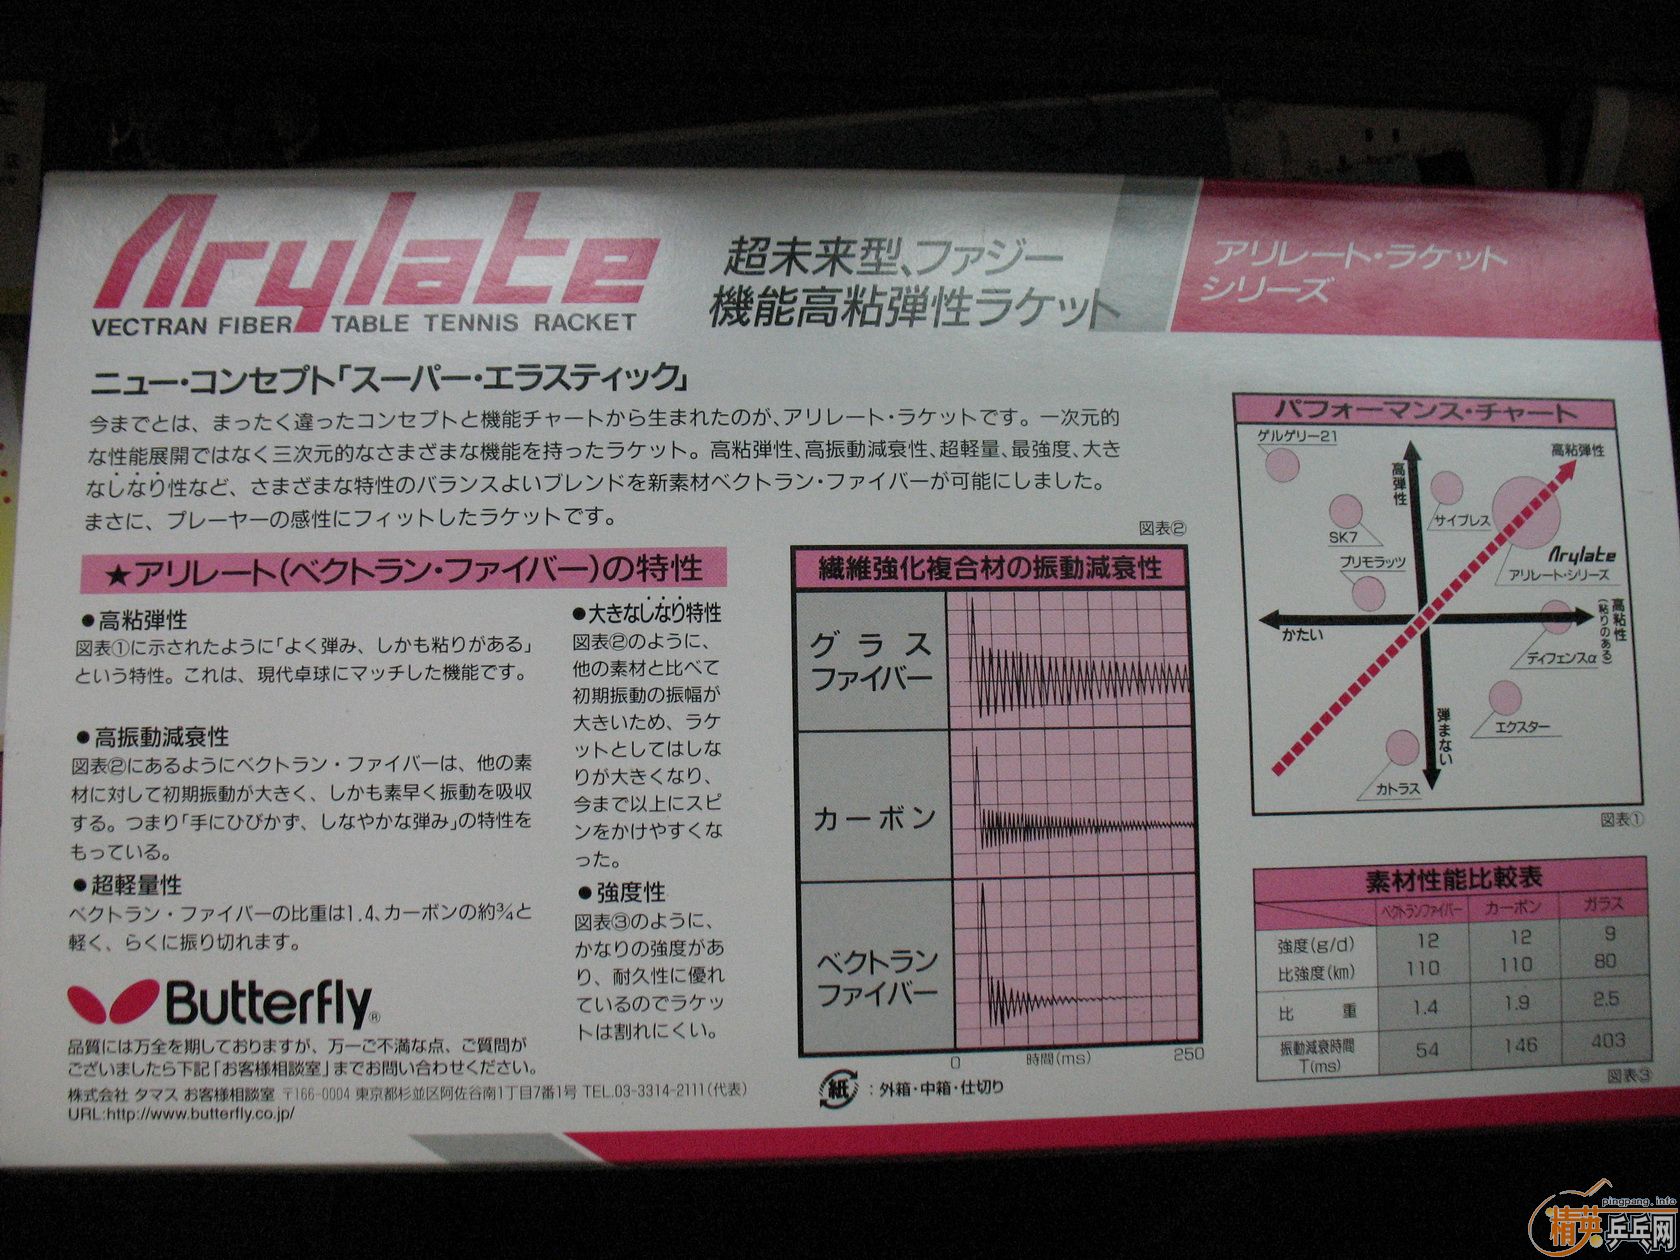 Arylate
VECTRAN FIBER TABLE TENNIS RACKET
超未来型、ファジー
機能高粘弾性ラケット
アリレート・ラケット
シリーズ
ニュー・コンセプト「スーパー・エラスティック」
今までとは、まったく違ったコンセプトと機能チャートから生まれたのが、アリレート・ラケットです。一次元的
な性能展開ではなく三次元的なさまざまな機能を持ったラケット。高粘弾性、高振動減衰性、超軽量、最強度、大き
なしなり性など、さまざまな特性のバランスよいブレンドを新素材ベクトラン・ファイバーが可能にしました。
まさに、プレーヤーの感性にフィットしたラケットです。
★アリレート(ベクトラン・ファイバー)の特性
●高粘弾性
図表①に示されたように「よく弾み、しかも粘りがある」
という特性。これは、現代卓球にマッチした機能です。
●高振動減衰性
図表②にあるようにベクトラン・ファイバーは、他の素
材に対して初期振動が大きく、しかも素早く振動を吸収
する。つまり「手にひびかず、しなやかな弾み」の特性を
もっている。
●超軽量性
ベクトラン・ファイバーの比重は1.4、カーボンの約¾と
軽く、らくに振り切れます。
●大きなしなり特性
図表②のように、
他の素材と比べて
初期振動の振幅が
大きいため、ラケ
ットとしてはしな
りが大きくなり、
今まで以上にスピ
ンをかけやすくな
った。
●強度性
図表③のように、
かなりの強度があ
り、耐久性に優れ
ているのでラケッ
トは割れにくい。
Butterfly®
品質には万全を期しておりますが、万一ご不満な点、ご質問が
ございましたら下記「お客様相談室」までお問い合わせください。
株式会社 タマス お客様相談室 〒166-0004 東京都杉並区阿佐谷南1丁目7番1号 TEL.03-3314-2111(代表)
URL:http://www.butterfly.co.jp/
図表②
繊維強化複合材の振動減衰性
グラス
ファイバー
カーボン
ベクトラン
ファイバー
0 時間(ms) 250
紙:外箱・中箱・仕切り
パフォーマンス・チャート
ゲルゲリー21
高弾性
高粘弾性
サイプレス
SK7
プリモラッツ
Arylate
アリレート・シリーズ
かたい
高粘性
(粘りのある)
ディフェンスα
エクスター
弾まない
カトラス
図表①
素材性能比較表
ベクトランファイバー カーボン ガラス
強度(g/d) 12 12 9
比強度(km) 110 110 80
比重 1.4 1.9 2.5
振動減衰時間
T(ms) 54 146 403
図表③
pingpang.info
精英乒乓网